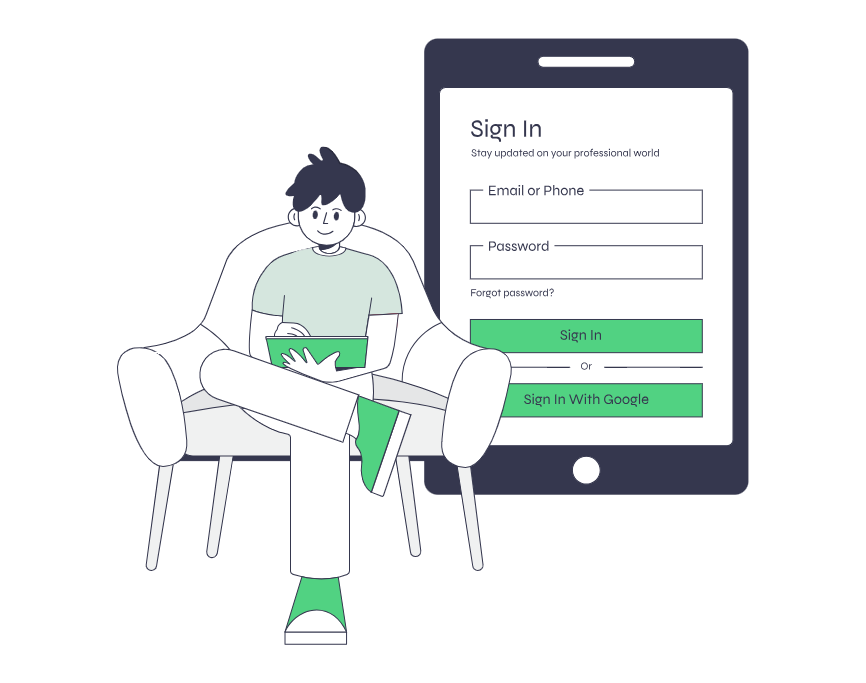 Sign In
Stay updated on your professional world
Email or Phone
Password
Forgot password?
Sign In
Or
Sign In With Google